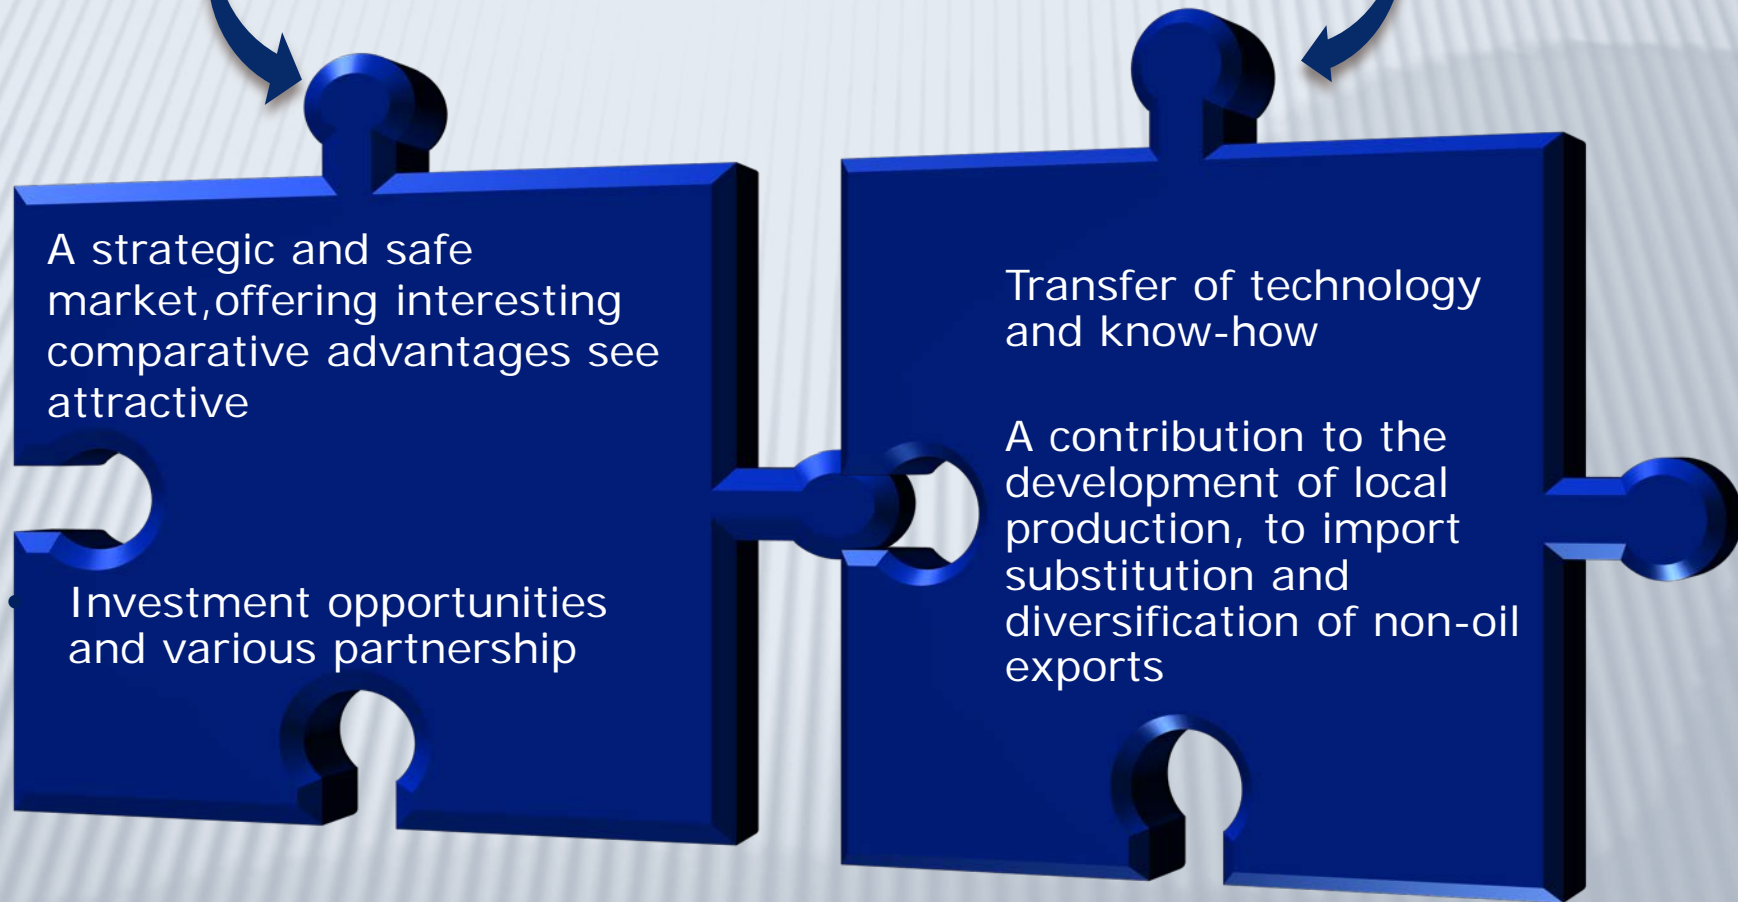 A strategic and safe
market,offering interesting
comparative advantages see
attractive
Investment opportunities
and various partnership
Transfer of technology
and know-how
A contribution to the
development of local
production, to import
substitution and
diversification of non-oil
exports